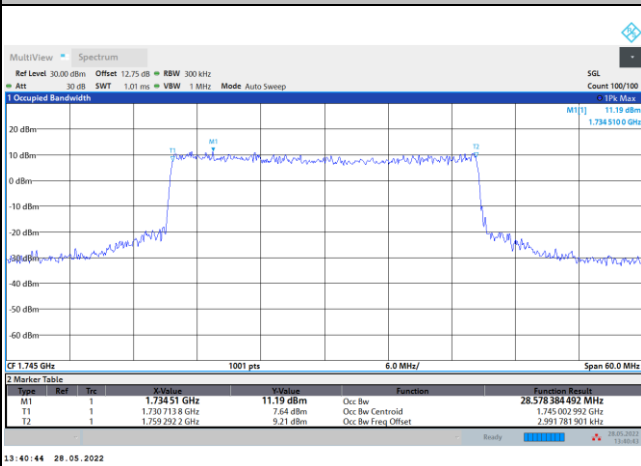 MultiView Spectrum
Ref Level 30.00 dBm Offset 12.75 dB RBW 300 kHz SGL
Att 30 dB SWT 1.01 ms VBW 1 MHz Mode Auto Sweep Count 100/100
1 Occupied Bandwidth 1Pk Max
M1[1] 11.19 dBm
1.734 510 0 GHz
20 dBm
M1
T1 T2
10 dBm
0 dBm
-10 dBm
-20 dBm
-30 dBm
-40 dBm
-50 dBm
-60 dBm
CF 1.745 GHz 1001 pts 6.0 MHz/ Span 60.0 MHz
2 Marker Table
Type Ref Trc X-Value Y-Value Function Function Result
M1 1 1.734 51 GHz 11.19 dBm Occ Bw 28.578 384 492 MHz
T1 1 1.730 713 8 GHz 7.64 dBm Occ Bw Centroid 1.745 002 992 GHz
T2 1 1.759 292 2 GHz 9.21 dBm Occ Bw Freq Offset 2.991 781 901 kHz
Ready 28.05.2022
13:40:43
13:40:44 28.05.2022